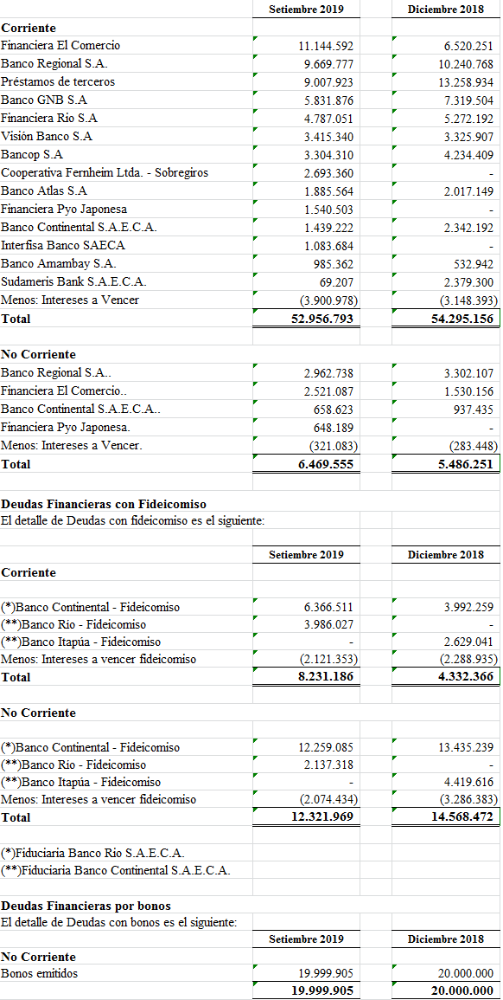 Setiembre 2019 Diciembre 2018
Corriente
Financiera El Comercio 11.144.592 6.520.251
Banco Regional S.A. 9.669.777 10.240.768
Préstamos de terceros 9.007.923 13.258.934
Banco GNB S.A 5.831.876 7.319.504
Financiera Rio S.A 4.787.051 5.272.192
Visión Banco S.A 3.415.340 3.325.907
Bancop S.A 3.304.310 4.234.409
Cooperativa Fernheim Ltda. - Sobregiros 2.693.360 -
Banco Atlas S.A 1.885.564 2.017.149
Financiera Pyo Japonesa 1.540.503 -
Banco Continental S.A.E.C.A. 1.439.222 2.342.192
Interfisa Banco SAECA 1.083.684 -
Banco Amambay S.A. 985.362 532.942
Sudameris Bank S.A.E.C.A. 69.207 2.379.300
Menos: Intereses a Vencer (3.900.978) (3.148.393)
Total 52.956.793 54.295.156
No Corriente
Banco Regional S.A.. 2.962.738 3.302.107
Financiera El Comercio.. 2.521.087 1.530.156
Banco Continental S.A.E.C.A.. 658.623 937.435
Financiera Pyo Japonesa. 648.189 -
Menos: Intereses a Vencer. (321.083) (283.448)
Total 6.469.555 5.486.251
Deudas Financieras con Fideicomiso
El detalle de Deudas con fideicomiso es el siguiente:
Setiembre 2019 Diciembre 2018
Corriente
(*)Banco Continental - Fideicomiso 6.366.511 3.992.259
(**)Banco Rio - Fideicomiso 3.986.027 -
(**)Banco Itapúa - Fideicomiso - 2.629.041
Menos: Intereses a vencer fideicomiso (2.121.353) (2.288.935)
Total 8.231.186 4.332.366
No Corriente
(*)Banco Continental - Fideicomiso 12.259.085 13.435.239
(**)Banco Rio - Fideicomiso 2.137.318 -
(**)Banco Itapúa - Fideicomiso - 4.419.616
Menos: Intereses a vencer fideicomiso (2.074.434) (3.286.383)
Total 12.321.969 14.568.472
(*)Fiduciaria Banco Rio S.A.E.C.A.
(**)Fiduciaria Banco Continental S.A.E.C.A.
Deudas Financieras por bonos
El detalle de Deudas con bonos es el siguiente:
Setiembre 2019 Diciembre 2018
No Corriente
Bonos emitidos 19.999.905 20.000.000
19.999.905 20.000.000